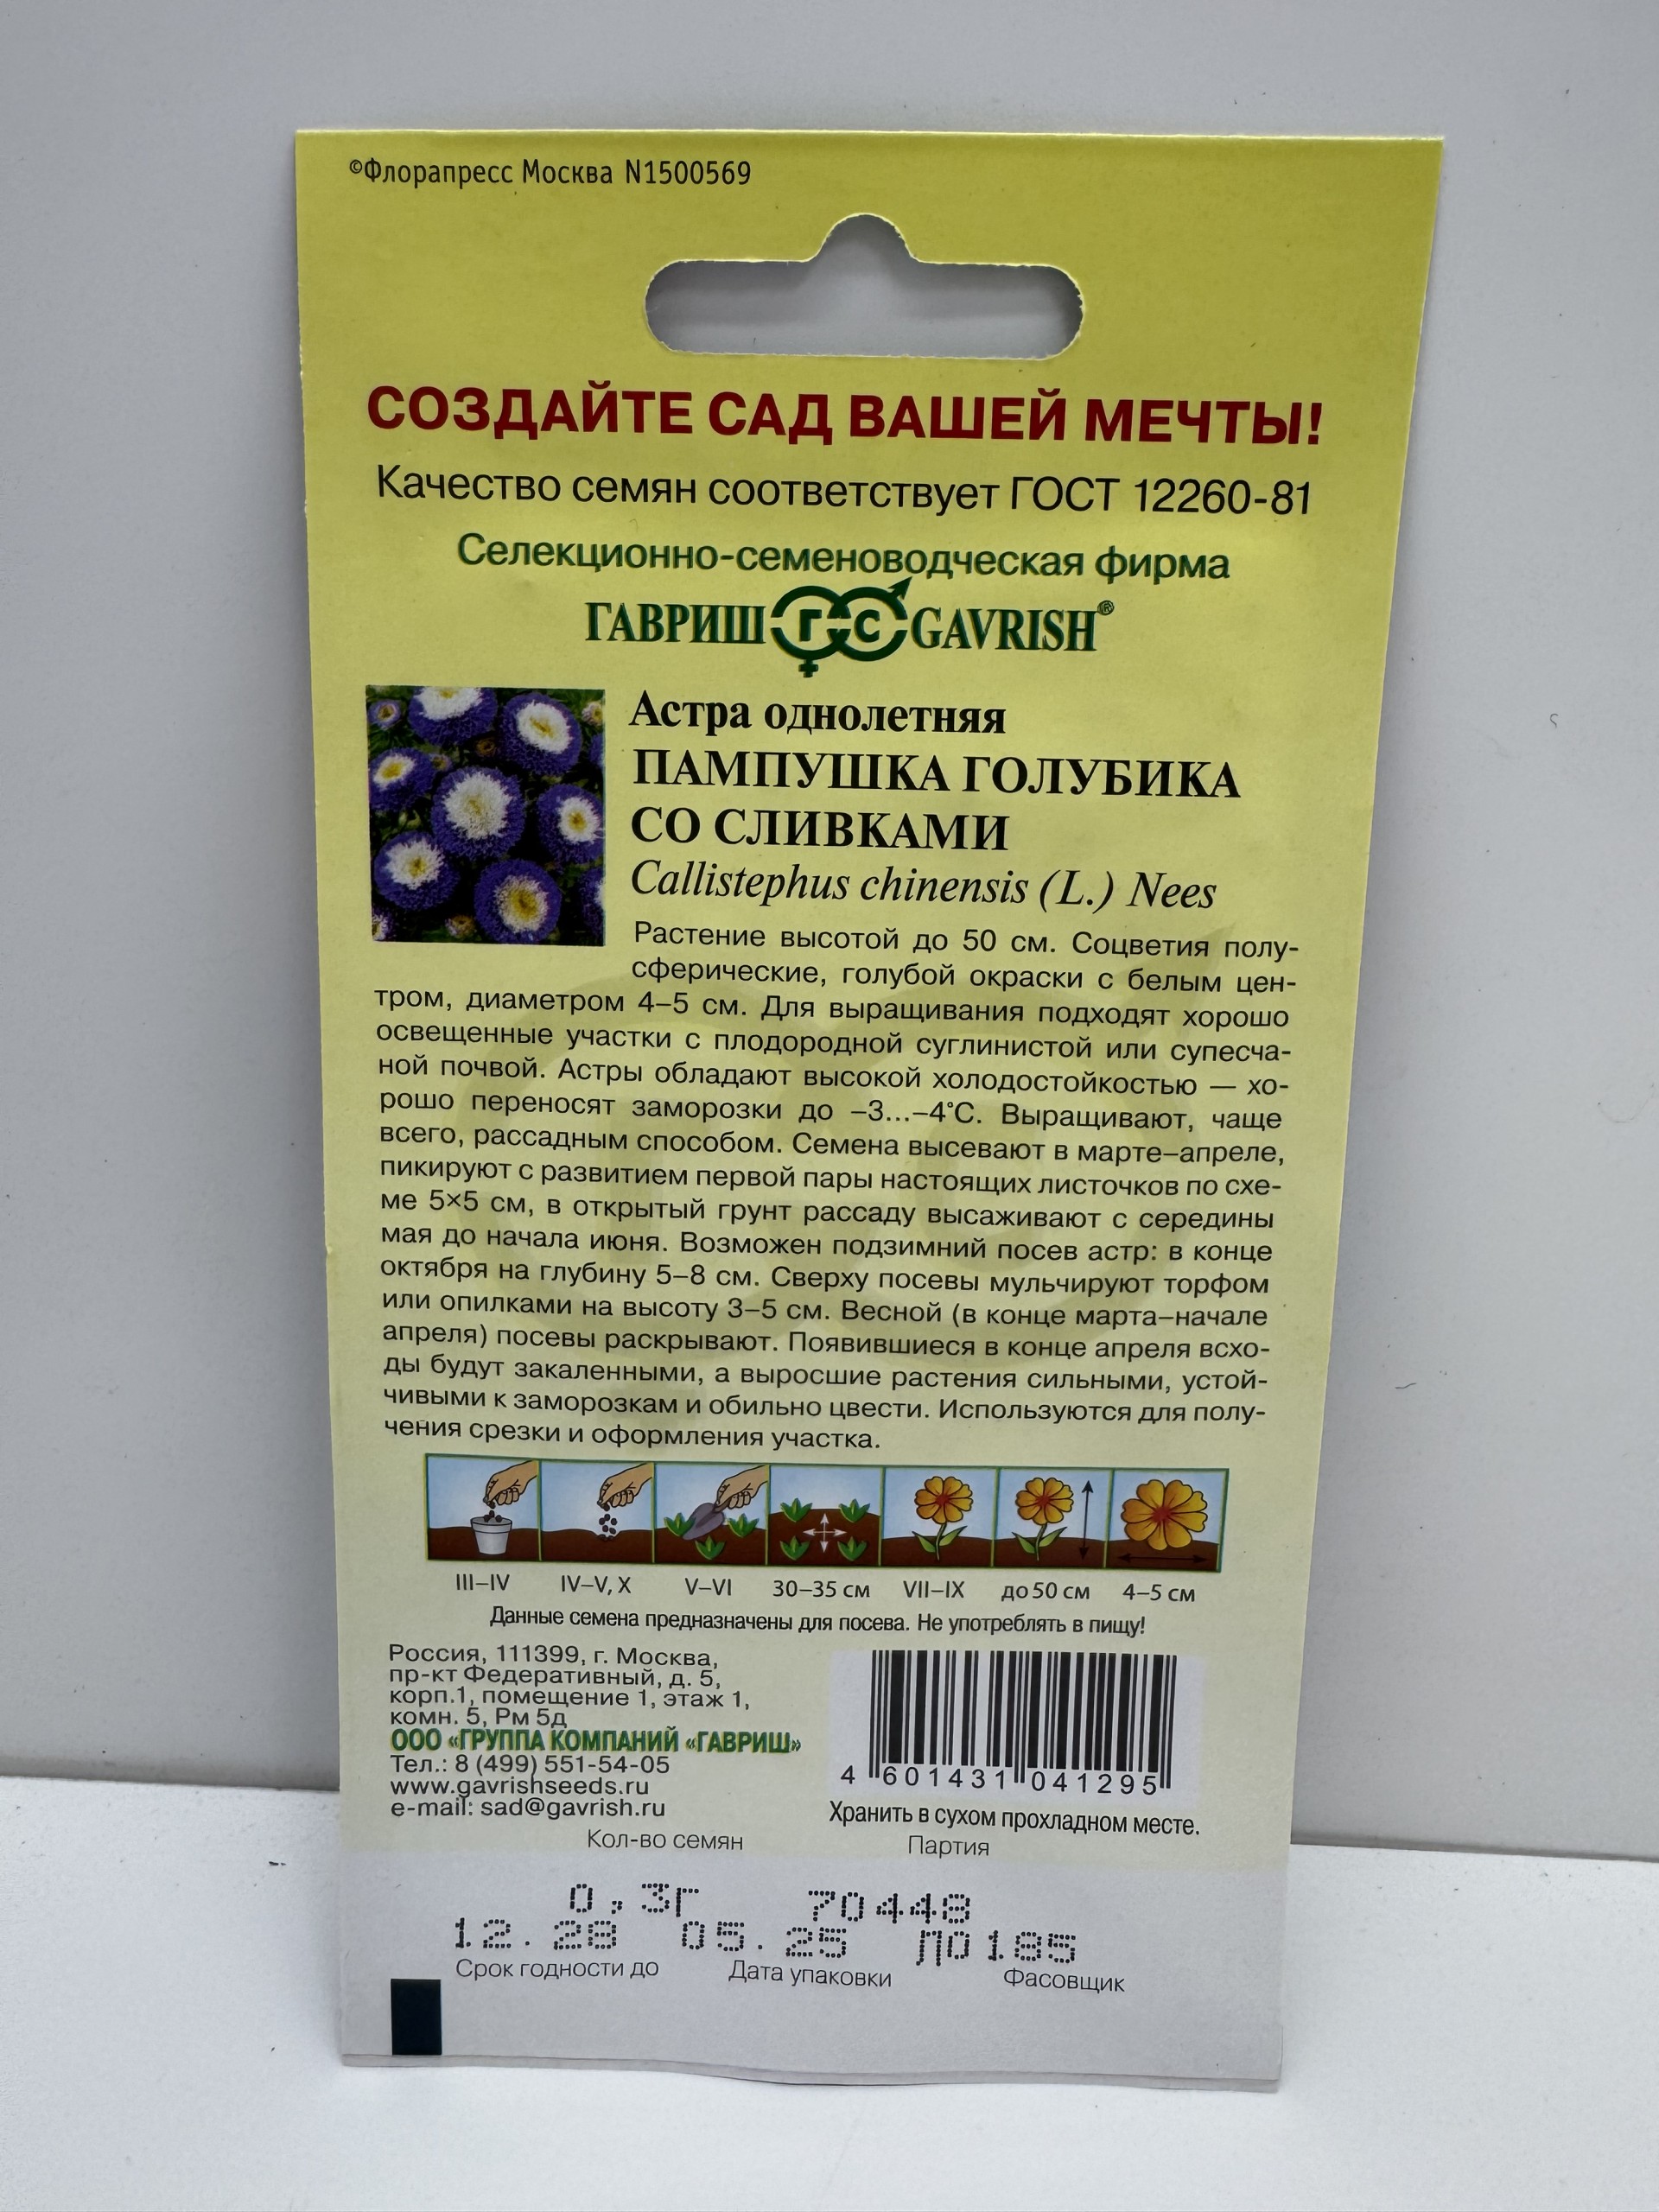 ©Флорапресс Москва N1500569
СОЗДАЙТЕ САД ВАШЕЙ МЕЧТЫ!
Качество семян соответствует ГОСТ 12260-81
Селекционно-семеноводческая фирма
ГАВРИШ ГС GAVRISH®
Астра однолетняя
ПАМПУШКА ГОЛУБИКА
СО СЛИВКАМИ
Callistephus chinensis (L.) Nees
Растение высотой до 50 см. Соцветия полу-
сферические, голубой окраски с белым цен-
тром, диаметром 4–5 см. Для выращивания подходят хорошо
освещенные участки с плодородной суглинистой или супесча-
ной почвой. Астры обладают высокой холодостойкостью — хо-
рошо переносят заморозки до –3...–4°С. Выращивают, чаще
всего, рассадным способом. Семена высевают в марте–апреле,
пикируют с развитием первой пары настоящих листочков по схе-
ме 5×5 см, в открытый грунт рассаду высаживают с середины
мая до начала июня. Возможен подзимний посев астр: в конце
октября на глубину 5–8 см. Сверху посевы мульчируют торфом
или опилками на высоту 3–5 см. Весной (в конце марта–начале
апреля) посевы раскрывают. Появившиеся в конце апреля всхо-
ды будут закаленными, а выросшие растения сильными, устой-
чивыми к заморозкам и обильно цвести. Используются для полу-
чения срезки и оформления участка.
III–IV IV–V, X V–VI 30–35 см VII–IX до 50 см 4–5 см
Данные семена предназначены для посева. Не употреблять в пищу!
Россия, 111399, г. Москва,
пр-кт Федеративный, д. 5,
корп.1, помещение 1, этаж 1,
комн. 5, Рм 5д
ООО «ГРУППА КОМПАНИЙ «ГАВРИШ»
Тел.: 8 (499) 551-54-05
www.gavrishseeds.ru
e-mail: sad@gavrish.ru
4 601431 041295
Хранить в сухом прохладном месте.
Кол-во семян Партия
0,3г 70448
12.28 05.25 ПО185
Срок годности до Дата упаковки Фасовщик